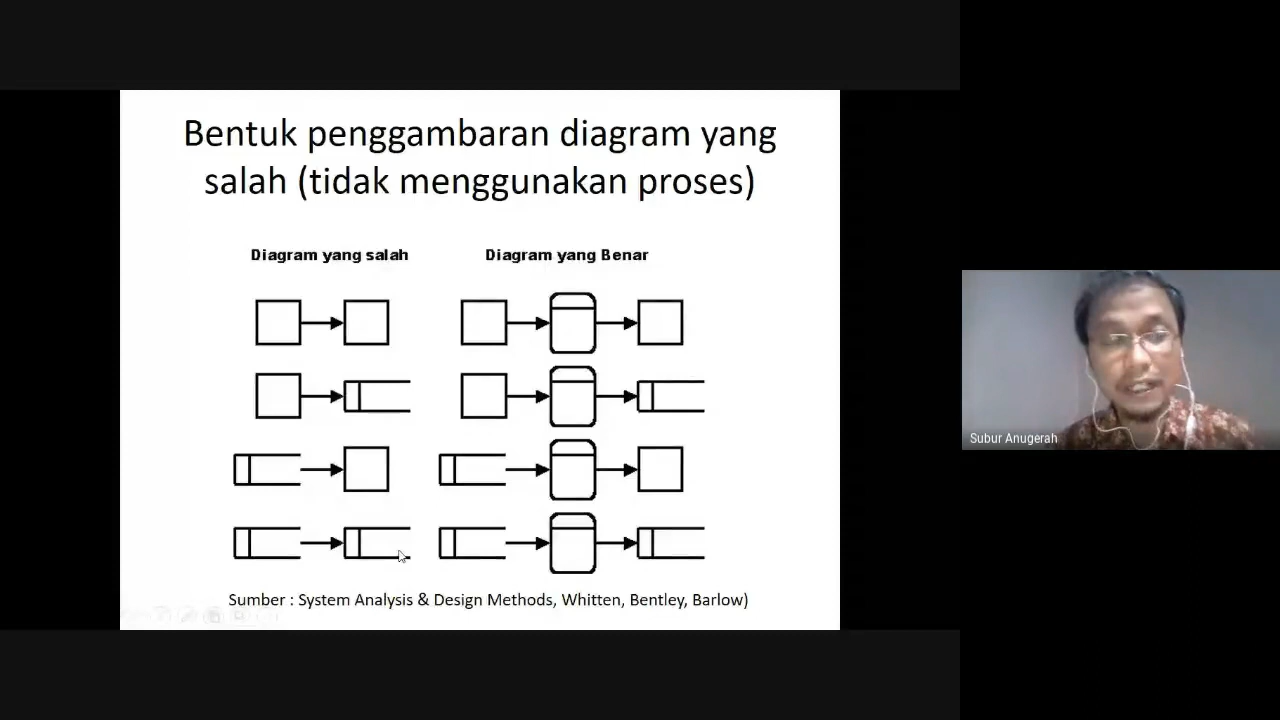 Bentuk penggambaran diagram yang
salah (tidak menggunakan proses)
Diagram yang salah
Diagram yang Benar
Sumber : System Analysis & Design Methods, Whitten, Bentley, Barlow)
Subur Anugerah